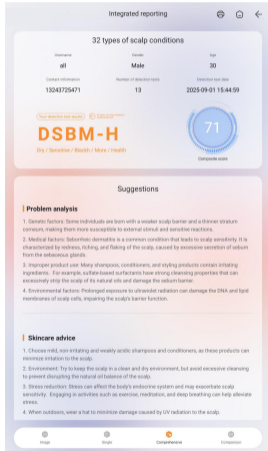 Integrated reporting
32 types of scalp conditions
Username
Gender
Age
all
Male
30
Contact information
Number of detection items
Detection test date
13243725471
13
2025-09-01 15:44:59
DSBM-H
Dry / Sensitive / Blackh / More / Health
71
Composite score
Suggestions
Problem analysis
1. Genetic factors: Some individuals are born with a weaker scalp barrier and a thinner stratum
corneum, making them more susceptible to external stimuli and sensitive reactions.
2. Medical factors: Seborrheic dermatitis is a common condition that leads to scalp sensitivity. It is
characterized by redness, itching, and flaking of the scalp, caused by excessive secretion of sebum
from the sebaceous glands.
3. Improper product use: Many shampoos, conditioners, and styling products contain irritating
ingredients. For example, sulfate-based surfactants have strong cleansing properties that can
excessively strip the scalp of its natural oils and damage the sebum barrier.
4. Environmental factors: Prolonged exposure to ultraviolet radiation can damage the DNA and lipid
membranes of scalp cells, impairing the scalp's barrier function.
Skincare advice
1. Choose mild, non-irritating and weakly acidic shampoos and conditioners, as these products can
minimize irritation to the scalp.
2. Environment: Try to keep the scalp in a clean and dry environment, but avoid excessive cleansing
to prevent disrupting the natural oil balance of the scalp.
3. Stress reduction: Stress can affect the body's endocrine system and may exacerbate scalp
sensitivity. Engaging in activities such as exercise, meditation, and deep breathing can help alleviate
stress.
4. When outdoors, wear a hat to minimize damage caused by UV radiation to the scalp.
Image
Single
Comprehensive
Comparison